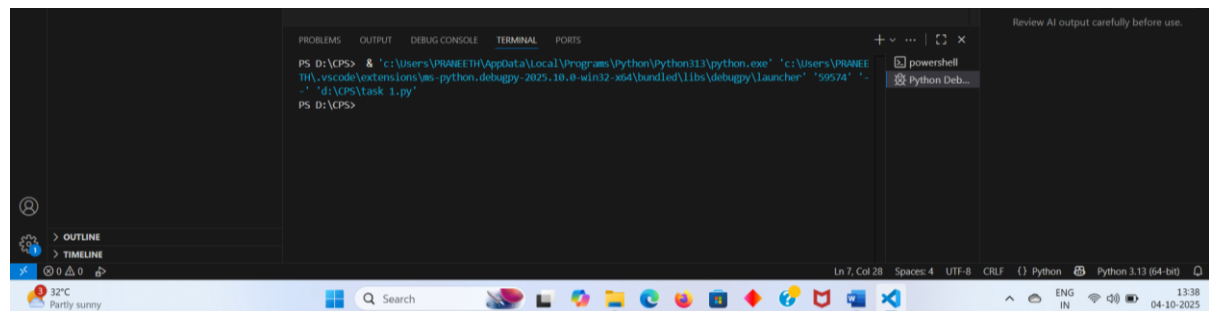 Review AI output carefully before use.
PROBLEMS OUTPUT DEBUG CONSOLE TERMINAL PORTS
PS D:\CPS> & 'c:\Users\PRANEETH\AppData\Local\Programs\Python\Python313\python.exe' 'c:\Users\PRANEE
TH\.vscode\extensions\ms-python.debugpy-2025.10.0-win32-x64\bundled\libs\debugpy\launcher' '59574' '-
-' 'd:\CPS\task 1.py'
PS D:\CPS>
powershell
Python Deb...
OUTLINE
1
TIMELINE
0 0 Ln 7, Col 28 Spaces: 4 UTF-8 CRLF {} Python Python 3.13 (64-bit)
3 32°C
Partly sunny
Search
ENG
IN
13:38
04-10-2025